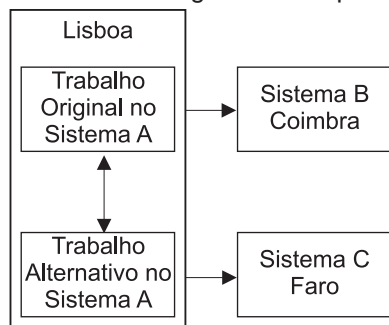 Lisboa
Trabalho
Original no
Sistema A
Sistema B
Coimbra
Trabalho
Alternativo no
Sistema A
Sistema C
Faro